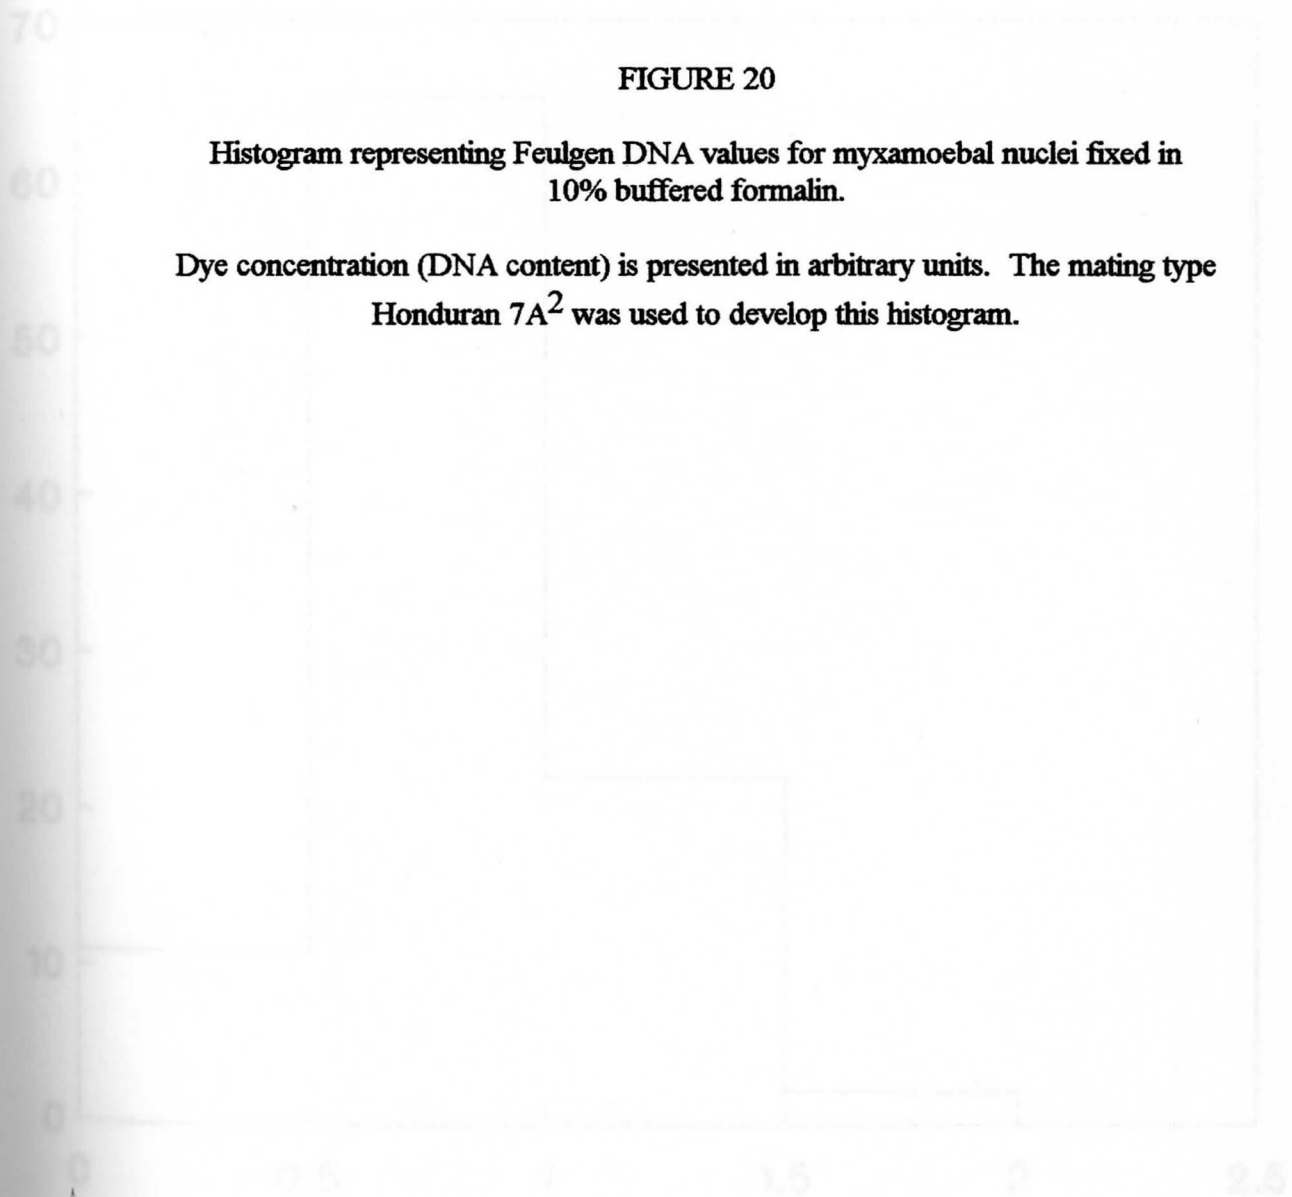 FIGURE 20
Histogram representing Feulgen DNA values for myxamoebal nuclei fixed in
10% buffered formalin.
Dye concentration (DNA content) is presented in arbitrary units. The mating type
Honduran 7A² was used to develop this histogram.
70
60
50
40
30
20
10
0
0 0.5 1 1.5 2 2.5